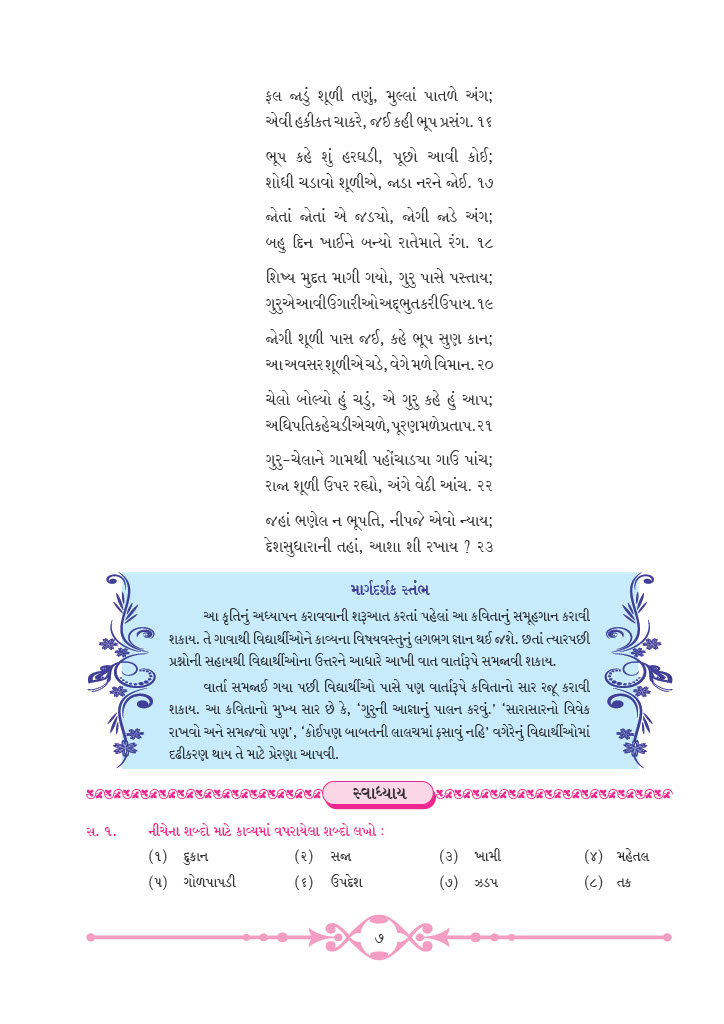 ફલ જાડું શૂળી તણું, મુલ્લાં પાતળે અંગ;
એવી હકીકત ચાકરે, જઈ કહી ભૂપ પ્રસંગ. ૧૬
ભૂપ કહે શું હરઘડી, પૂછો આવી કોઈ;
શોધી ચડાવો શૂળીએ, જાડા નરને જોઈ. ૧૭
જોતાં જોતાં એ જડ્યો, જોગી જાડે અંગ;
બહુ દિન ખાઈને બન્યો રાતેમાતે રંગ. ૧૮
શિષ્ય મુદત માગી ગયો, ગુરુ પાસે પસ્તાય;
ગુરુએ આવી ઉગારીઓ અદ્ભુત કરી ઉપાય. ૧૯
જોગી શૂળી પાસ જઈ, કહે ભૂપ સુણ કાન;
આ અવસર શૂળીએ ચડે, વેગે મળે વિમાન. ૨૦
ચેલો બોલ્યો હું ચડું, એ ગુરુ કહે હું આપ;
અધિપતિ કહે ચડીએ ચળે, પૂરણ મળે પ્રતાપ. ૨૧
ગુરુ-ચેલાને ગામથી પહોંચાડ્યા ગાઉ પાંચ;
રાજા શૂળી ઉપર રહ્યો, અંગે વેઠી આંચ. ૨૨
જહાં ભણેલ ન ભૂપતિ, નીપજે એવો ન્યાય;
દેશસુધારાની તહાં, આશા શી રખાય ? ૨૩
માર્ગદર્શક સ્તંભ
આ કૃતિનું અધ્યાપન કરાવવાની શરૂઆત કરતાં પહેલાં આ કવિતાનું સમૂહગાન કરાવી
શકાય. તે ગાવાથી વિદ્યાર્થીઓને કાવ્યના વિષયવસ્તુનું લગભગ જ્ઞાન થઈ જશે. છતાં ત્યારપછી
પ્રશ્નોની સહાયથી વિદ્યાર્થીઓના ઉત્તરને આધારે આખી વાત વાર્તારૂપે સમજાવી શકાય.
વાર્તા સમજાઈ ગયા પછી વિદ્યાર્થીઓ પાસે પણ વાર્તારૂપે કવિતાનો સાર રજૂ કરાવી
શકાય. આ કવિતાનો મુખ્ય સાર છે કે, ‘ગુરુની આજ્ઞાનું પાલન કરવું.’ ‘સારાસારનો વિવેક
રાખવો અને સમજવો પણ’, ‘કોઈપણ બાબતની લાલચમાં ફસાવું નહિ’ વગેરેનું વિદ્યાર્થીઓમાં
દઢીકરણ થાય તે માટે પ્રેરણા આપવી.
સ્વાધ્યાય
સ. ૧. નીચેના શબ્દો માટે કાવ્યમાં વપરાયેલા શબ્દો લખો :
(૧) દુકાન (૨) સજા (૩) ખામી (૪) મહેતલ
(૫) ગોળપાપડી (૬) ઉપદેશ (૭) ઝડપ (૮) તક
૭